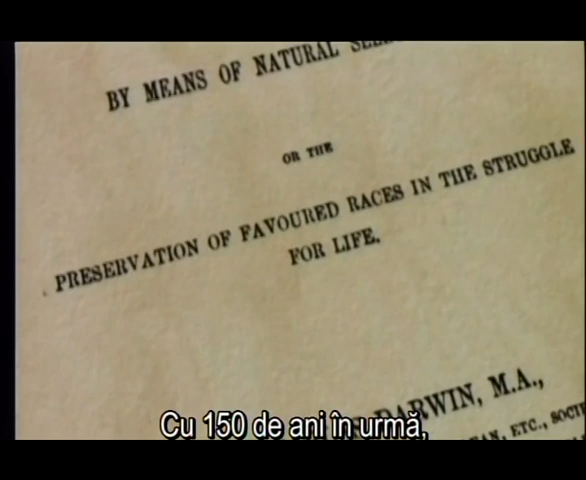 BY MEANS OF NATURAL
OR THE
PRESERVATION OF FAVOURED RACES IN THE STRUGGLE
FOR LIFE.
DARWIN, M.A.,
ETC., 
Cu 150 de ani în urmă,